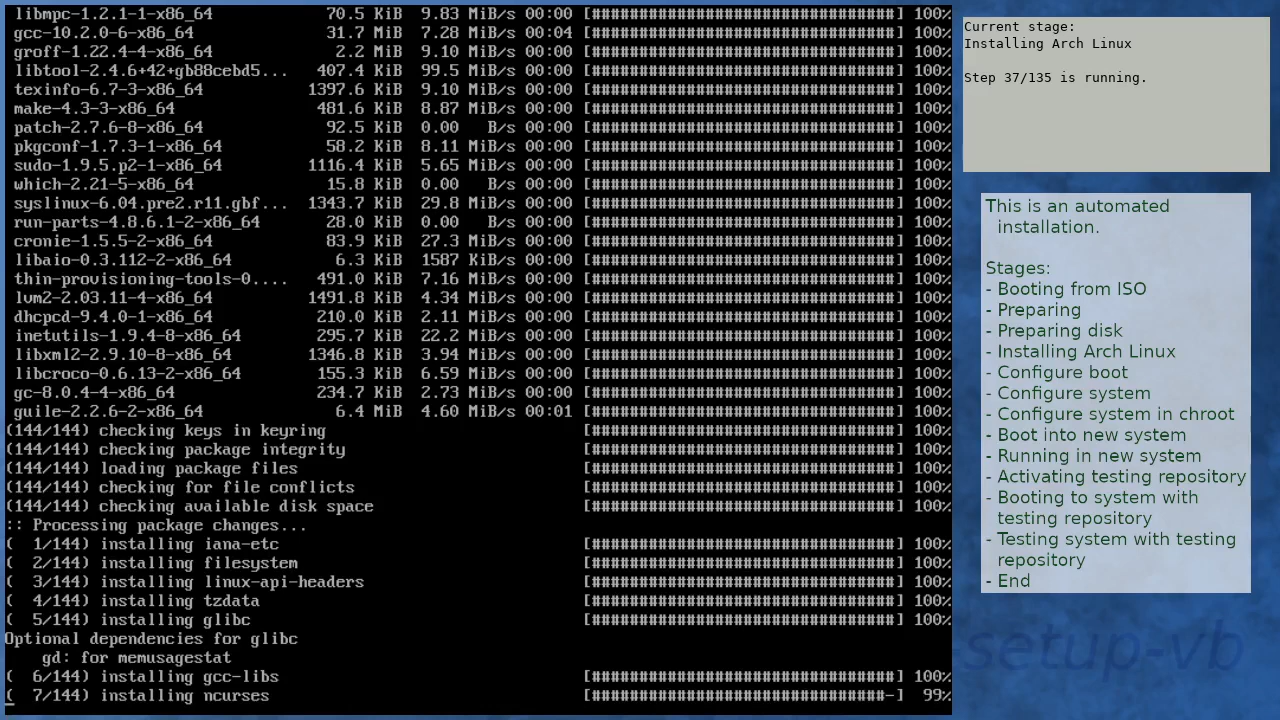 libmpc-1.2.1-1-x86_64 70.5 KiB 9.83 MiB/s 00:00 [################################] 100%
gcc-10.2.0-6-x86_64 31.7 MiB 7.28 MiB/s 00:04 [################################] 100%
groff-1.22.4-4-x86_64 2.2 MiB 9.10 MiB/s 00:00 [################################] 100%
libtool-2.4.6+42+gb88cebd5... 407.4 KiB 99.5 MiB/s 00:00 [################################] 100%
texinfo-6.7-3-x86_64 1397.6 KiB 9.10 MiB/s 00:00 [################################] 100%
make-4.3-3-x86_64 481.6 KiB 8.87 MiB/s 00:00 [################################] 100%
patch-2.7.6-8-x86_64 92.5 KiB 0.00 B/s 00:00 [################################] 100%
pkgconf-1.7.3-1-x86_64 58.2 KiB 8.11 MiB/s 00:00 [################################] 100%
sudo-1.9.5.p2-1-x86_64 1116.4 KiB 5.65 MiB/s 00:00 [################################] 100%
which-2.21-5-x86_64 15.8 KiB 0.00 B/s 00:00 [################################] 100%
syslinux-6.04.pre2.r11.gbf... 1343.7 KiB 29.8 MiB/s 00:00 [################################] 100%
run-parts-4.8.6.1-2-x86_64 28.0 KiB 0.00 B/s 00:00 [################################] 100%
cronie-1.5.5-2-x86_64 83.9 KiB 27.3 MiB/s 00:00 [################################] 100%
libaio-0.3.112-2-x86_64 6.3 KiB 1587 KiB/s 00:00 [################################] 100%
thin-provisioning-tools-0.... 491.0 KiB 7.16 MiB/s 00:00 [################################] 100%
lvm2-2.03.11-4-x86_64 1491.8 KiB 4.34 MiB/s 00:00 [################################] 100%
dhcpcd-9.4.0-1-x86_64 210.0 KiB 2.11 MiB/s 00:00 [################################] 100%
inetutils-1.9.4-8-x86_64 295.7 KiB 22.2 MiB/s 00:00 [################################] 100%
libxml2-2.9.10-8-x86_64 1346.8 KiB 3.94 MiB/s 00:00 [################################] 100%
libcroco-0.6.13-2-x86_64 155.3 KiB 6.59 MiB/s 00:00 [################################] 100%
gc-8.0.4-4-x86_64 234.7 KiB 2.73 MiB/s 00:00 [################################] 100%
guile-2.2.6-2-x86_64 6.4 MiB 4.60 MiB/s 00:01 [################################] 100%
(144/144) checking keys in keyring [################################] 100%
(144/144) checking package integrity [################################] 100%
(144/144) loading package files [################################] 100%
(144/144) checking for file conflicts [################################] 100%
(144/144) checking available disk space [################################] 100%
:: Processing package changes...
( 1/144) installing iana-etc [################################] 100%
( 2/144) installing filesystem [################################] 100%
( 3/144) installing linux-api-headers [################################] 100%
( 4/144) installing tzdata [################################] 100%
( 5/144) installing glibc [################################] 100%
Optional dependencies for glibc
gd: for memusagestat
( 6/144) installing gcc-libs [################################] 100%
( 7/144) installing ncurses [###############################-] 99%
Current stage:
Installing Arch Linux
Step 37/135 is running.
This is an automated
installation.
Stages:
- Booting from ISO
- Preparing
- Preparing disk
- Installing Arch Linux
- Configure boot
- Configure system
- Configure system in chroot
- Boot into new system
- Running in new system
- Activating testing repository
- Booting to system with
testing repository
- Testing system with testing
repository
- End
-setup-vb